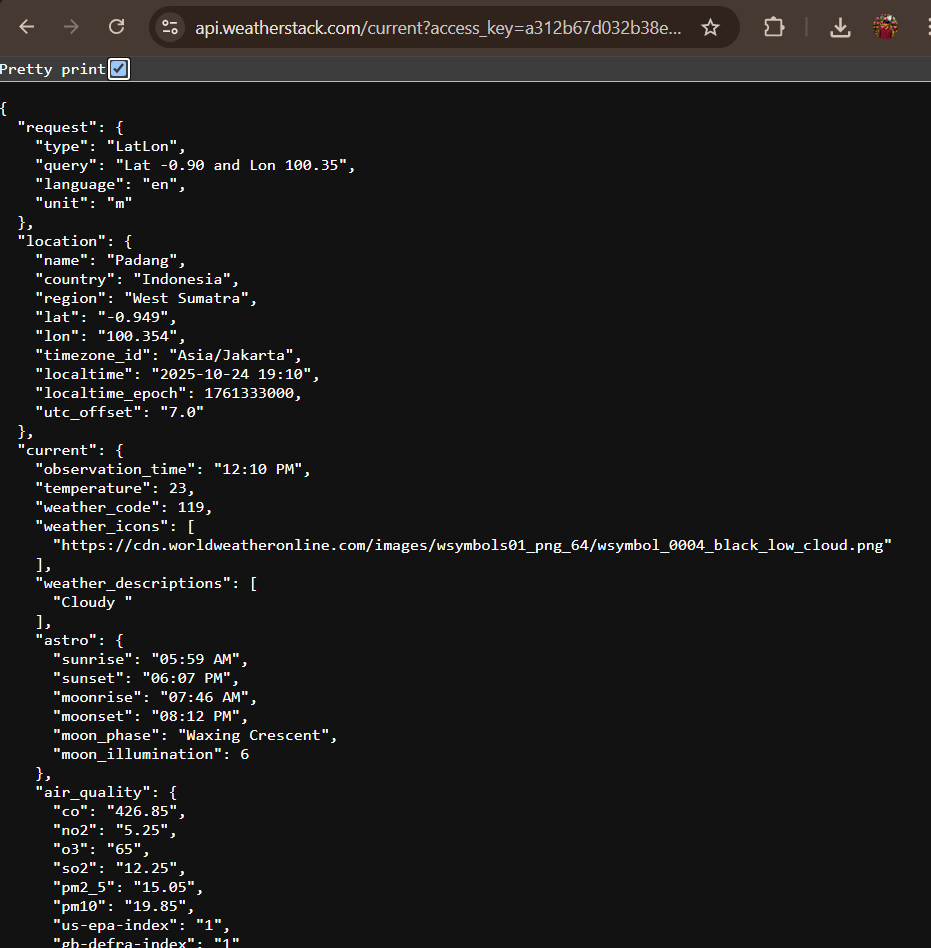 api.weatherstack.com/current?access_key=a312b67d032b38e...
Pretty print
{
  "request": {
    "type": "LatLon",
    "query": "Lat -0.90 and Lon 100.35",
    "language": "en",
    "unit": "m"
  },
  "location": {
    "name": "Padang",
    "country": "Indonesia",
    "region": "West Sumatra",
    "lat": "-0.949",
    "lon": "100.354",
    "timezone_id": "Asia/Jakarta",
    "localtime": "2025-10-24 19:10",
    "localtime_epoch": 1761333000,
    "utc_offset": "7.0"
  },
  "current": {
    "observation_time": "12:10 PM",
    "temperature": 23,
    "weather_code": 119,
    "weather_icons": [
      "https://cdn.worldweatheronline.com/images/wsymbols01_png_64/wsymbol_0004_black_low_cloud.png"
    ],
    "weather_descriptions": [
      "Cloudy "
    ],
    "astro": {
      "sunrise": "05:59 AM",
      "sunset": "06:07 PM",
      "moonrise": "07:46 AM",
      "moonset": "08:12 PM",
      "moon_phase": "Waxing Crescent",
      "moon_illumination": 6
    },
    "air_quality": {
      "co": "426.85",
      "no2": "5.25",
      "o3": "65",
      "so2": "12.25",
      "pm2_5": "15.05",
      "pm10": "19.85",
      "us-epa-index": "1",
      "gb-defra-index": "1"